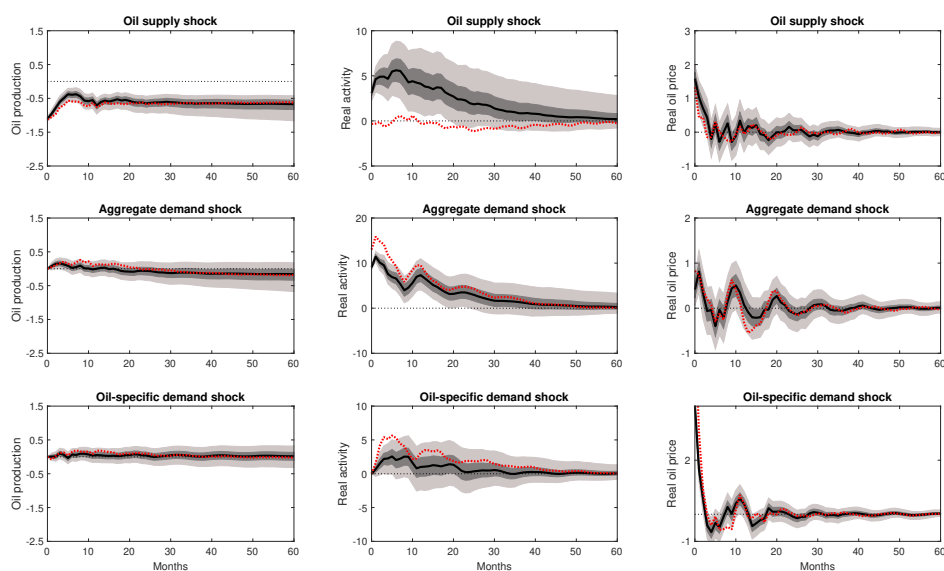 Oil supply shock
Oil production
1.5
0.5
-0.5
-1.5
-2.5
0 10 20 30 40 50 60
Oil supply shock
Real activity
10
5
0
-5
0 10 20 30 40 50 60
Oil supply shock
Real oil price
3
2
1
0
-1
0 10 20 30 40 50 60
Aggregate demand shock
Oil production
1.5
0.5
-0.5
-1.5
-2.5
0 10 20 30 40 50 60
Aggregate demand shock
Real activity
20
10
0
-10
0 10 20 30 40 50 60
Aggregate demand shock
Real oil price
2
1
0
-1
0 10 20 30 40 50 60
Oil-specific demand shock
Oil production
1.5
0.5
-0.5
-1.5
-2.5
0 10 20 30 40 50 60
Months
Oil-specific demand shock
Real activity
10
5
0
-5
-10
0 10 20 30 40 50 60
Months
Oil-specific demand shock
Real oil price
2
-1
0 10 20 30 40 50 60
Months